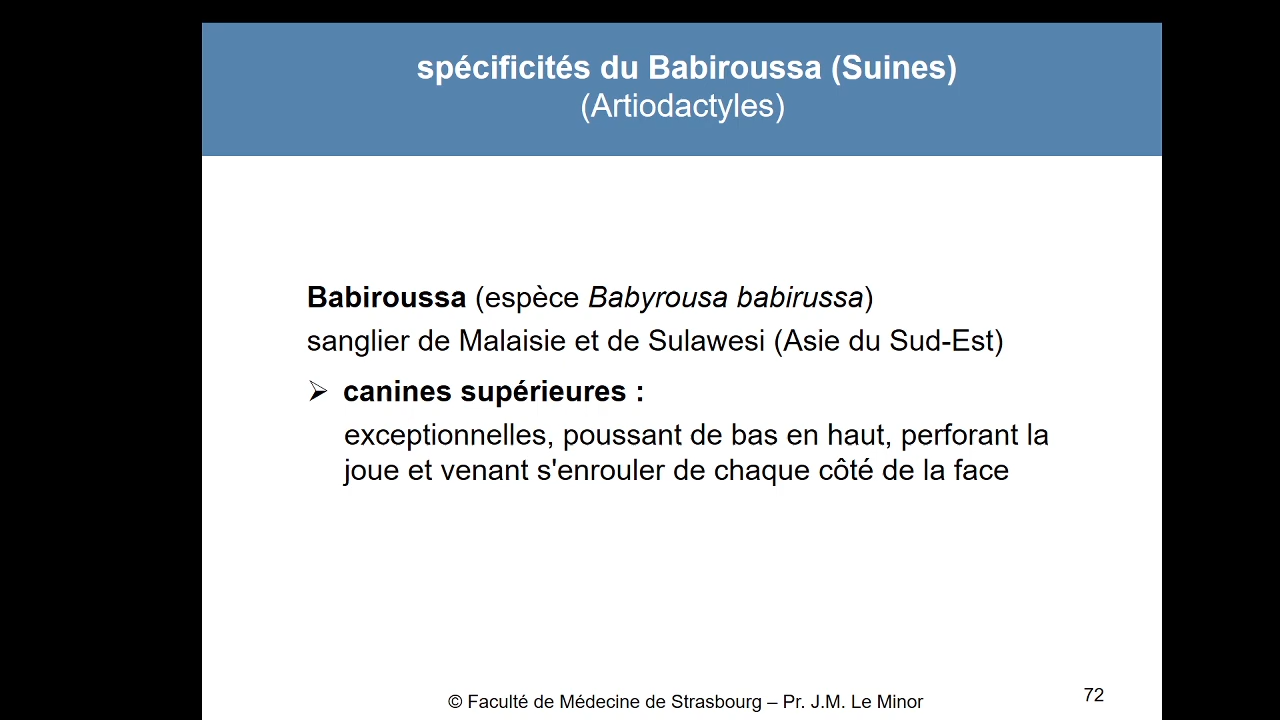 spécificités du Babiroussa (Suines)
(Artiodactyles)
Babiroussa (espèce Babyrousa babirussa)
sanglier de Malaisie et de Sulawesi (Asie du Sud-Est)
➢ canines supérieures :
exceptionnelles, poussant de bas en haut, perforant la
joue et venant s'enrouler de chaque côté de la face
© Faculté de Médecine de Strasbourg – Pr. J.M. Le Minor
72